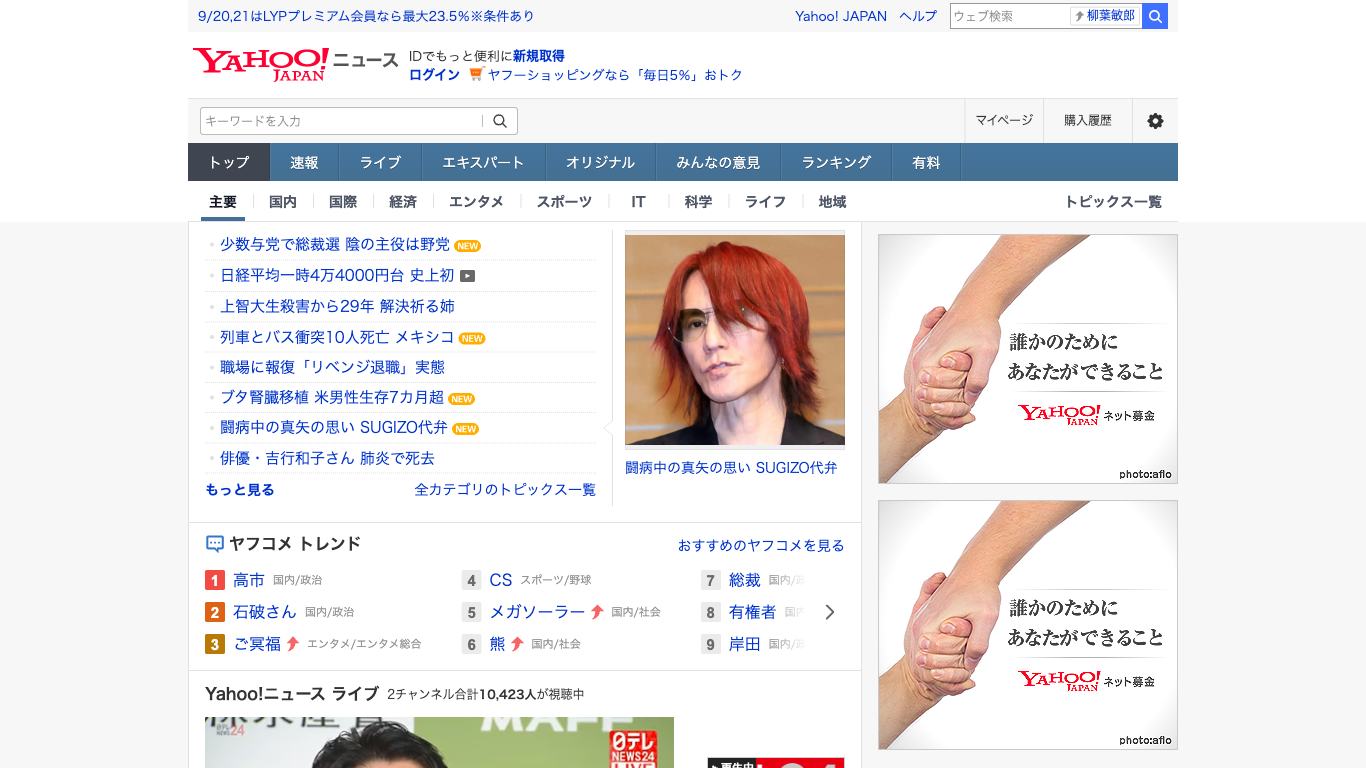 9/20,21はLYPプレミアム会員なら最大23.5%※条件あり
Yahoo! JAPAN ヘルプ
ウェブ検索
柳葉敏郎
YAHOO! JAPAN ニュース
IDでもっと便利に新規取得
ログイン ヤフーショッピングなら「毎日5%」おトク
キーワードを入力
マイページ
購入履歴
トップ 速報 ライブ エキスパート オリジナル みんなの意見 ランキング 有料
主要 国内 国際 経済 エンタメ スポーツ IT 科学 ライフ 地域 トピックス一覧
少数与党で総裁選 陰の主役は野党 NEW
日経平均一時4万4000円台 史上初
上智大生殺害から29年 解決祈る姉
列車とバス衝突10人死亡 メキシコ NEW
職場に報復「リベンジ退職」実態
ブタ腎臓移植 米男性生存7カ月超 NEW
闘病中の真矢の思い SUGIZO代弁 NEW
俳優・吉行和子さん 肺炎で死去
もっと見る 全カテゴリのトピックス一覧
闘病中の真矢の思い SUGIZO代弁
ヤフコメ トレンド おすすめのヤフコメを見る
1 高市 国内/政治
2 石破さん 国内/政治
3 ご冥福 エンタメ/エンタメ総合
4 CS スポーツ/野球
5 メガソーラー 国内/社会
6 熊 国内/社会
7 総裁 国内/
8 有権者 国内
9 岸田 国内/
Yahoo!ニュース ライブ 2チャンネル合計10,423人が視聴中
MAFF
日テレ
NEWS24
LIVE
日テレ
NEWS24
誰かのために
あなたができること
YAHOO! JAPAN ネット募金
photo:aflo
誰かのために
あなたができること
YAHOO! JAPAN ネット募金
photo:aflo